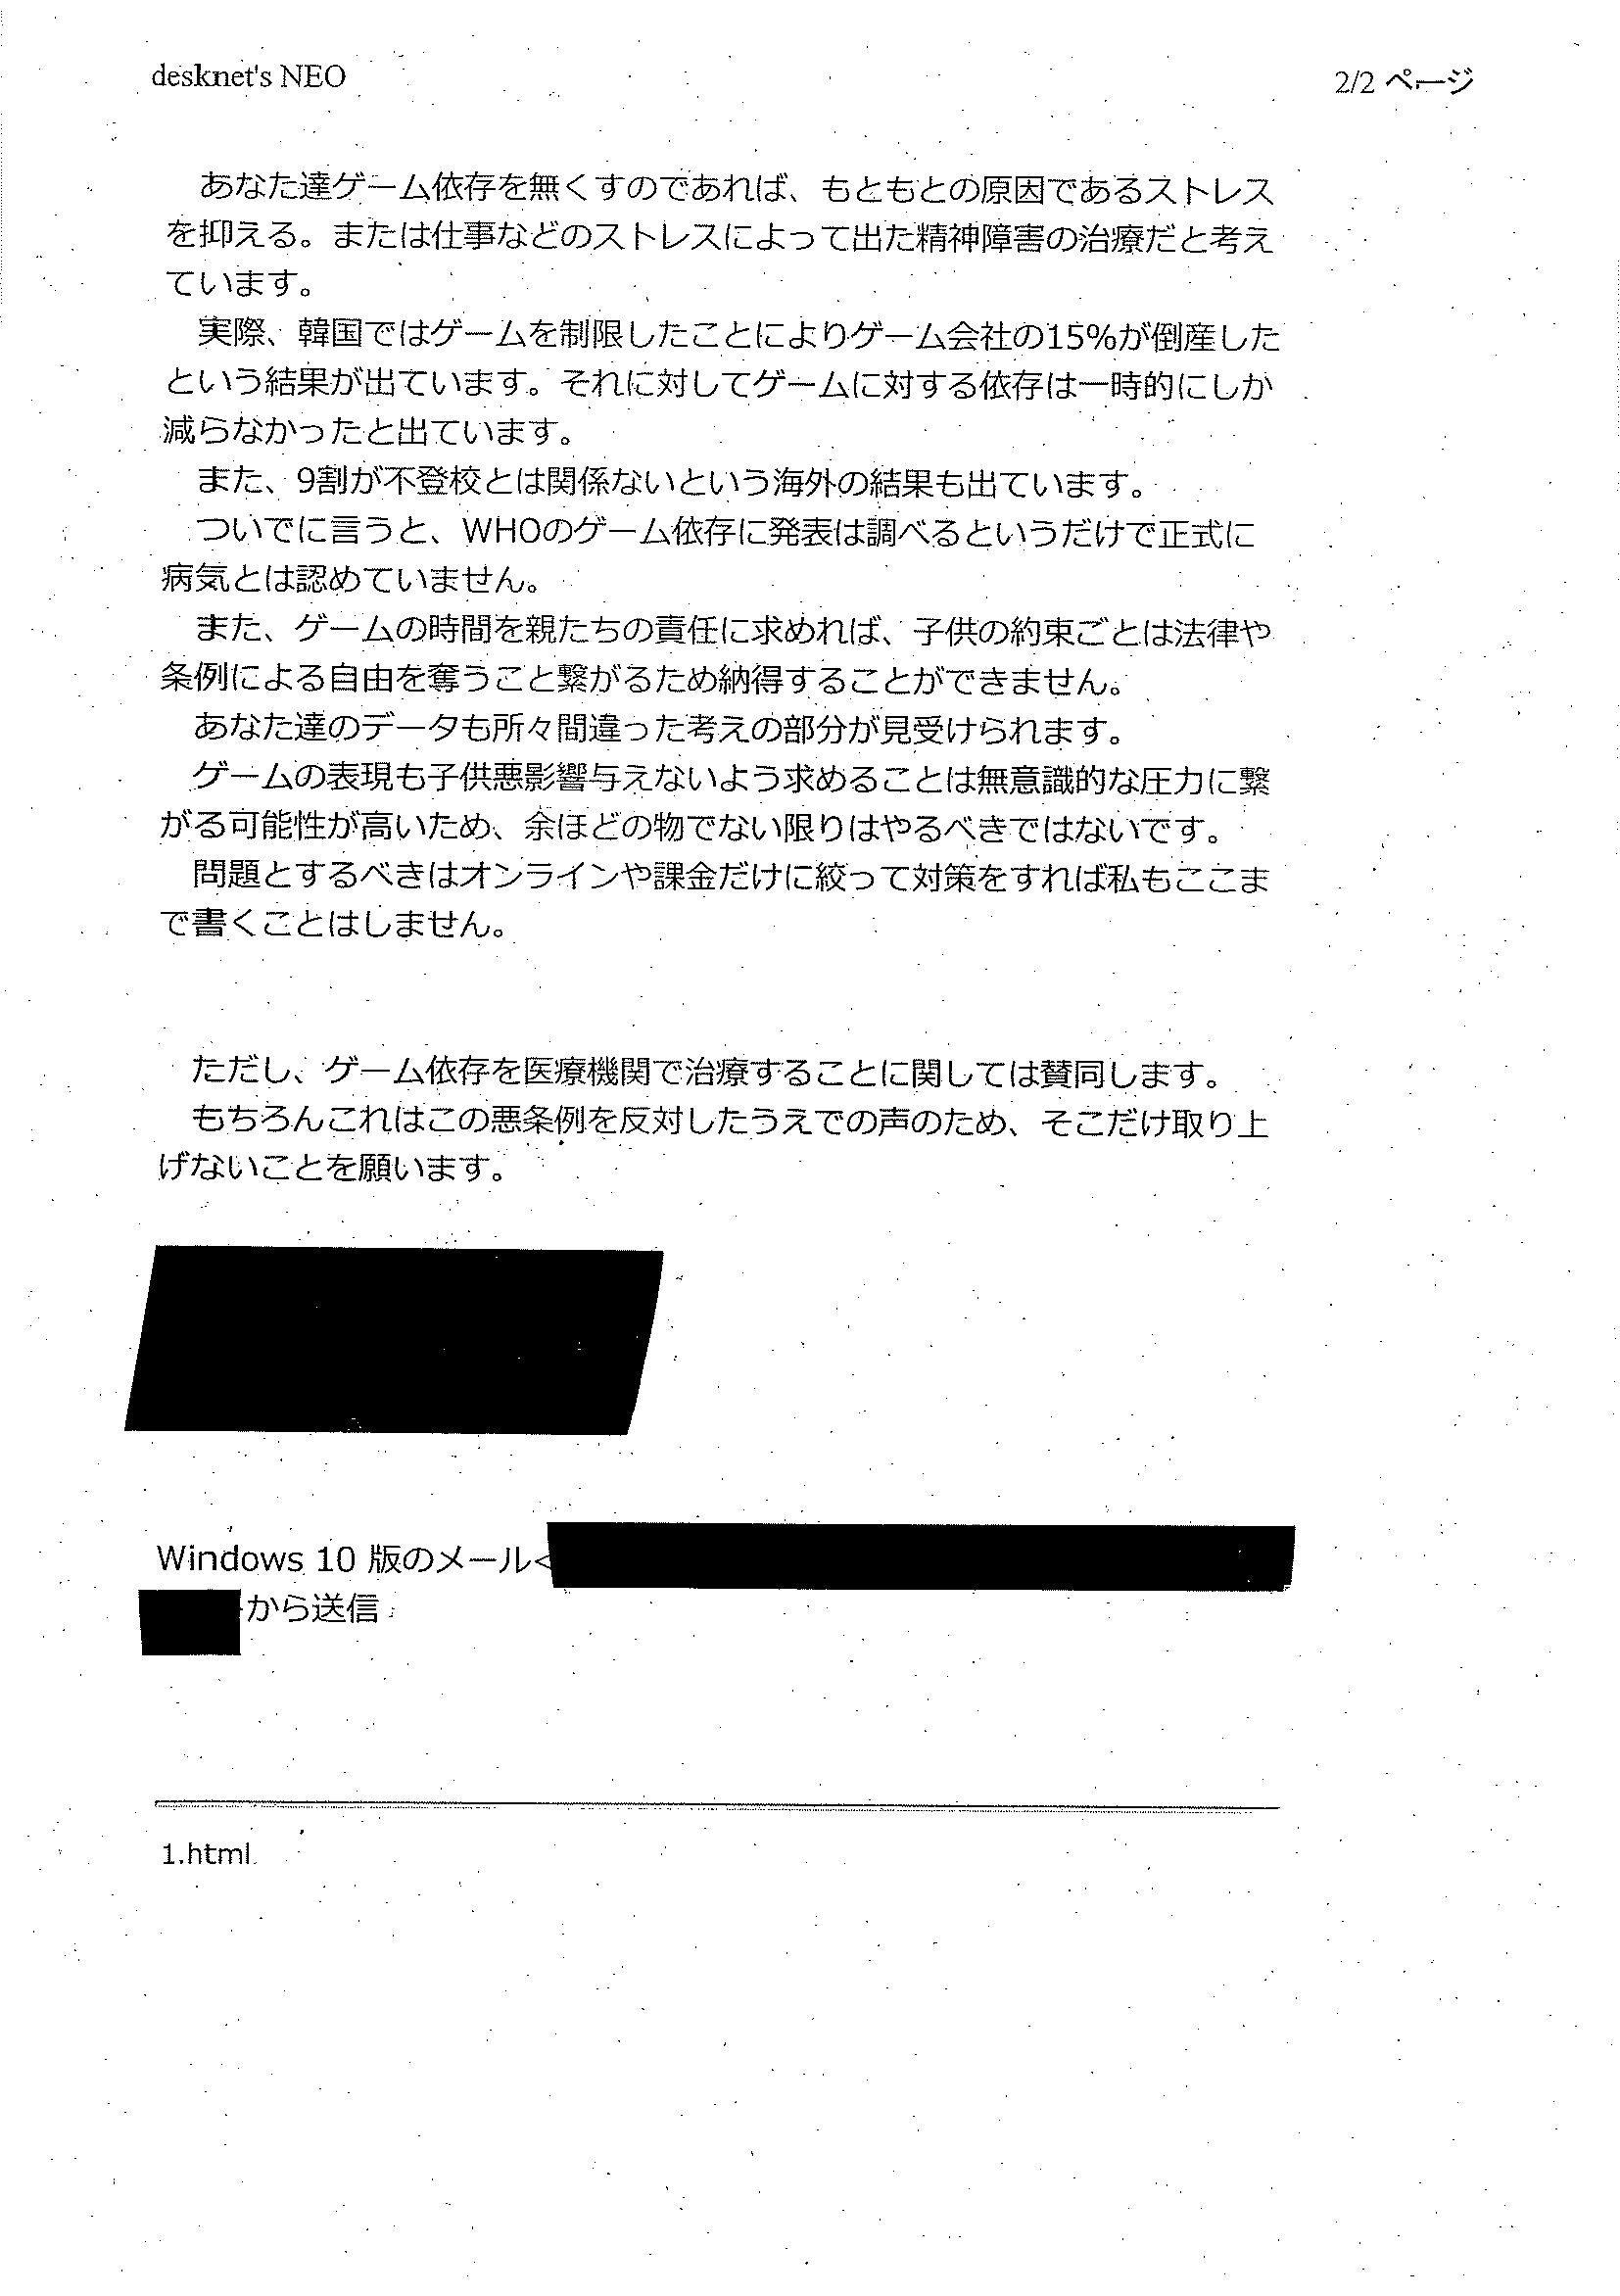 desknet's NEO
2/2 ページ
あなた達ゲーム依存を無くすのであれば、もともとの原因であるストレス
を抑える。または仕事などのストレスによって出た精神障害の治療だと考え
ています。
実際、韓国ではゲームを制限したことによりゲーム会社の15%が倒産した
という結果が出ています。それに対してゲームに対する依存は一時的にしか
減らなかったと出ています。
また、9割が不登校とは関係ないという海外の結果も出ています。
ついでに言うと、WHOのゲーム依存に発表は調べるというだけで正式に
病気とは認めていません。
また、ゲームの時間を親たちの責任に求めれば、子供の約束ごとは法律や
条例による自由を奪うこと繋がるため納得することができません。
あなた達のデータも所々間違った考えの部分が見受けられます。
ゲームの表現も子供悪影響与えないよう求めることは無意識的な圧力に繋
がる可能性が高いため、余ほどの物でない限りはやるべきではないです。
問題とするべきはオンラインや課金だけに絞って対策をすれば私もここま
で書くことはしません。
ただし、ゲーム依存を医療機関で治療することに関しては賛同します。
もちろんこれはこの悪条例を反対したうえでの声のため、そこだけ取り上
げないことを願います。
Windows 10 版のメール<
から送信
1.html